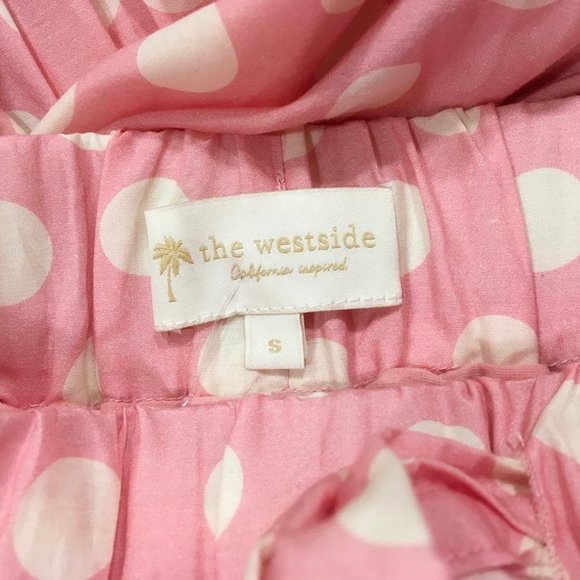 the westside
California inspired.
S